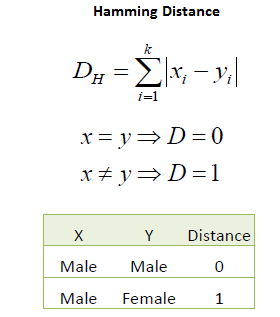 Hamming Distance
D_H = \sum_{i=1}^{k} |x_i - y_i|
x = y ⇒ D = 0
x ≠ y ⇒ D = 1
X Y Distance
Male Male 0
Male Female 1